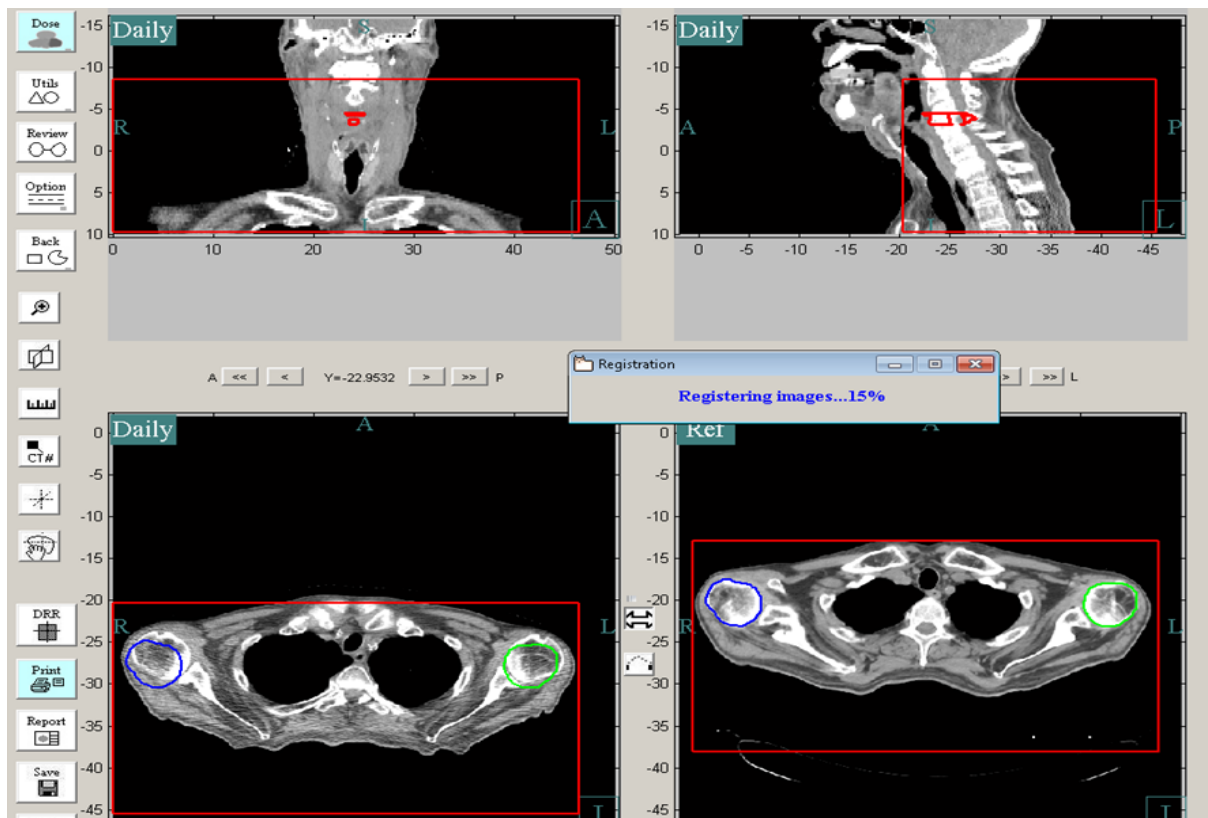 Dose
Utils
Review
Option
Back
CT#
DRR
Print
Report
Save
Daily
S
R
L
A
-15
-10
-5
0
5
10
0
10
20
30
40
50
Daily
S
A
P
L
-15
-10
-5
0
5
10
0
-5
-10
-15
-20
-25
-30
-35
-40
-45
A << < Y=-22.9532 > >> P
> >> L
Registration
Registering images...15%
Daily
A
R
L
I
0
-5
-10
-15
-20
-25
-30
-35
-40
-45
Ref
A
R
L
I
0
-5
-10
-15
-20
-25
-30
-35
-40
-45